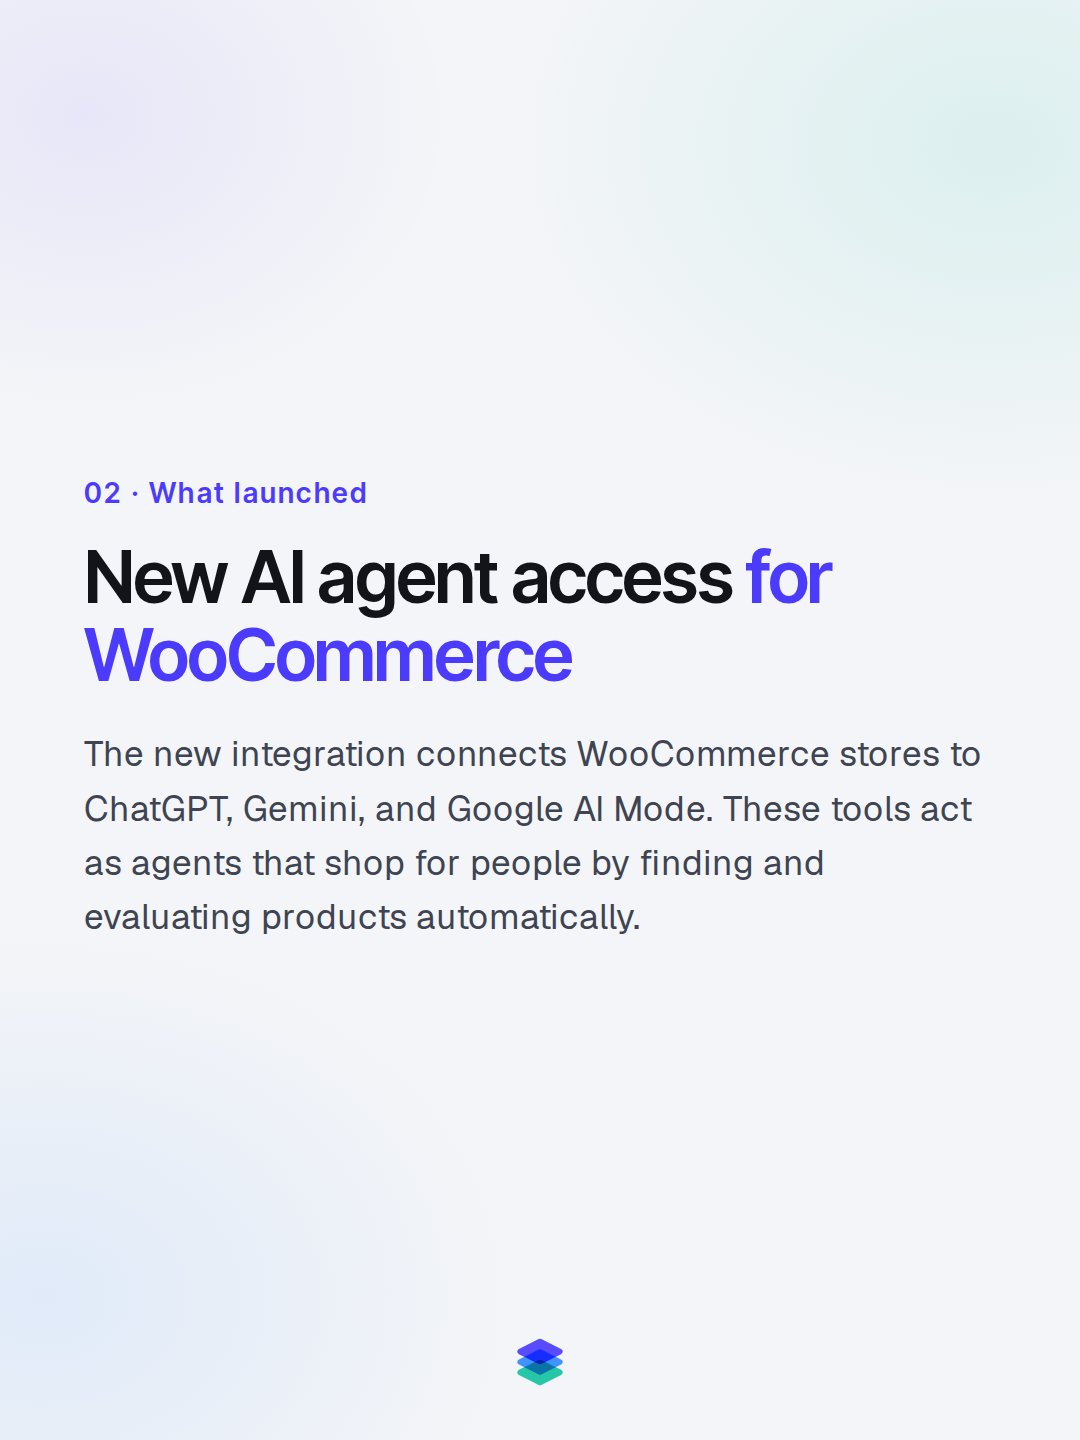 02 · What launched
New AI agent access for
WooCommerce
The new integration connects WooCommerce stores to
ChatGPT, Gemini, and Google AI Mode. These tools act
as agents that shop for people by finding and
evaluating products automatically.